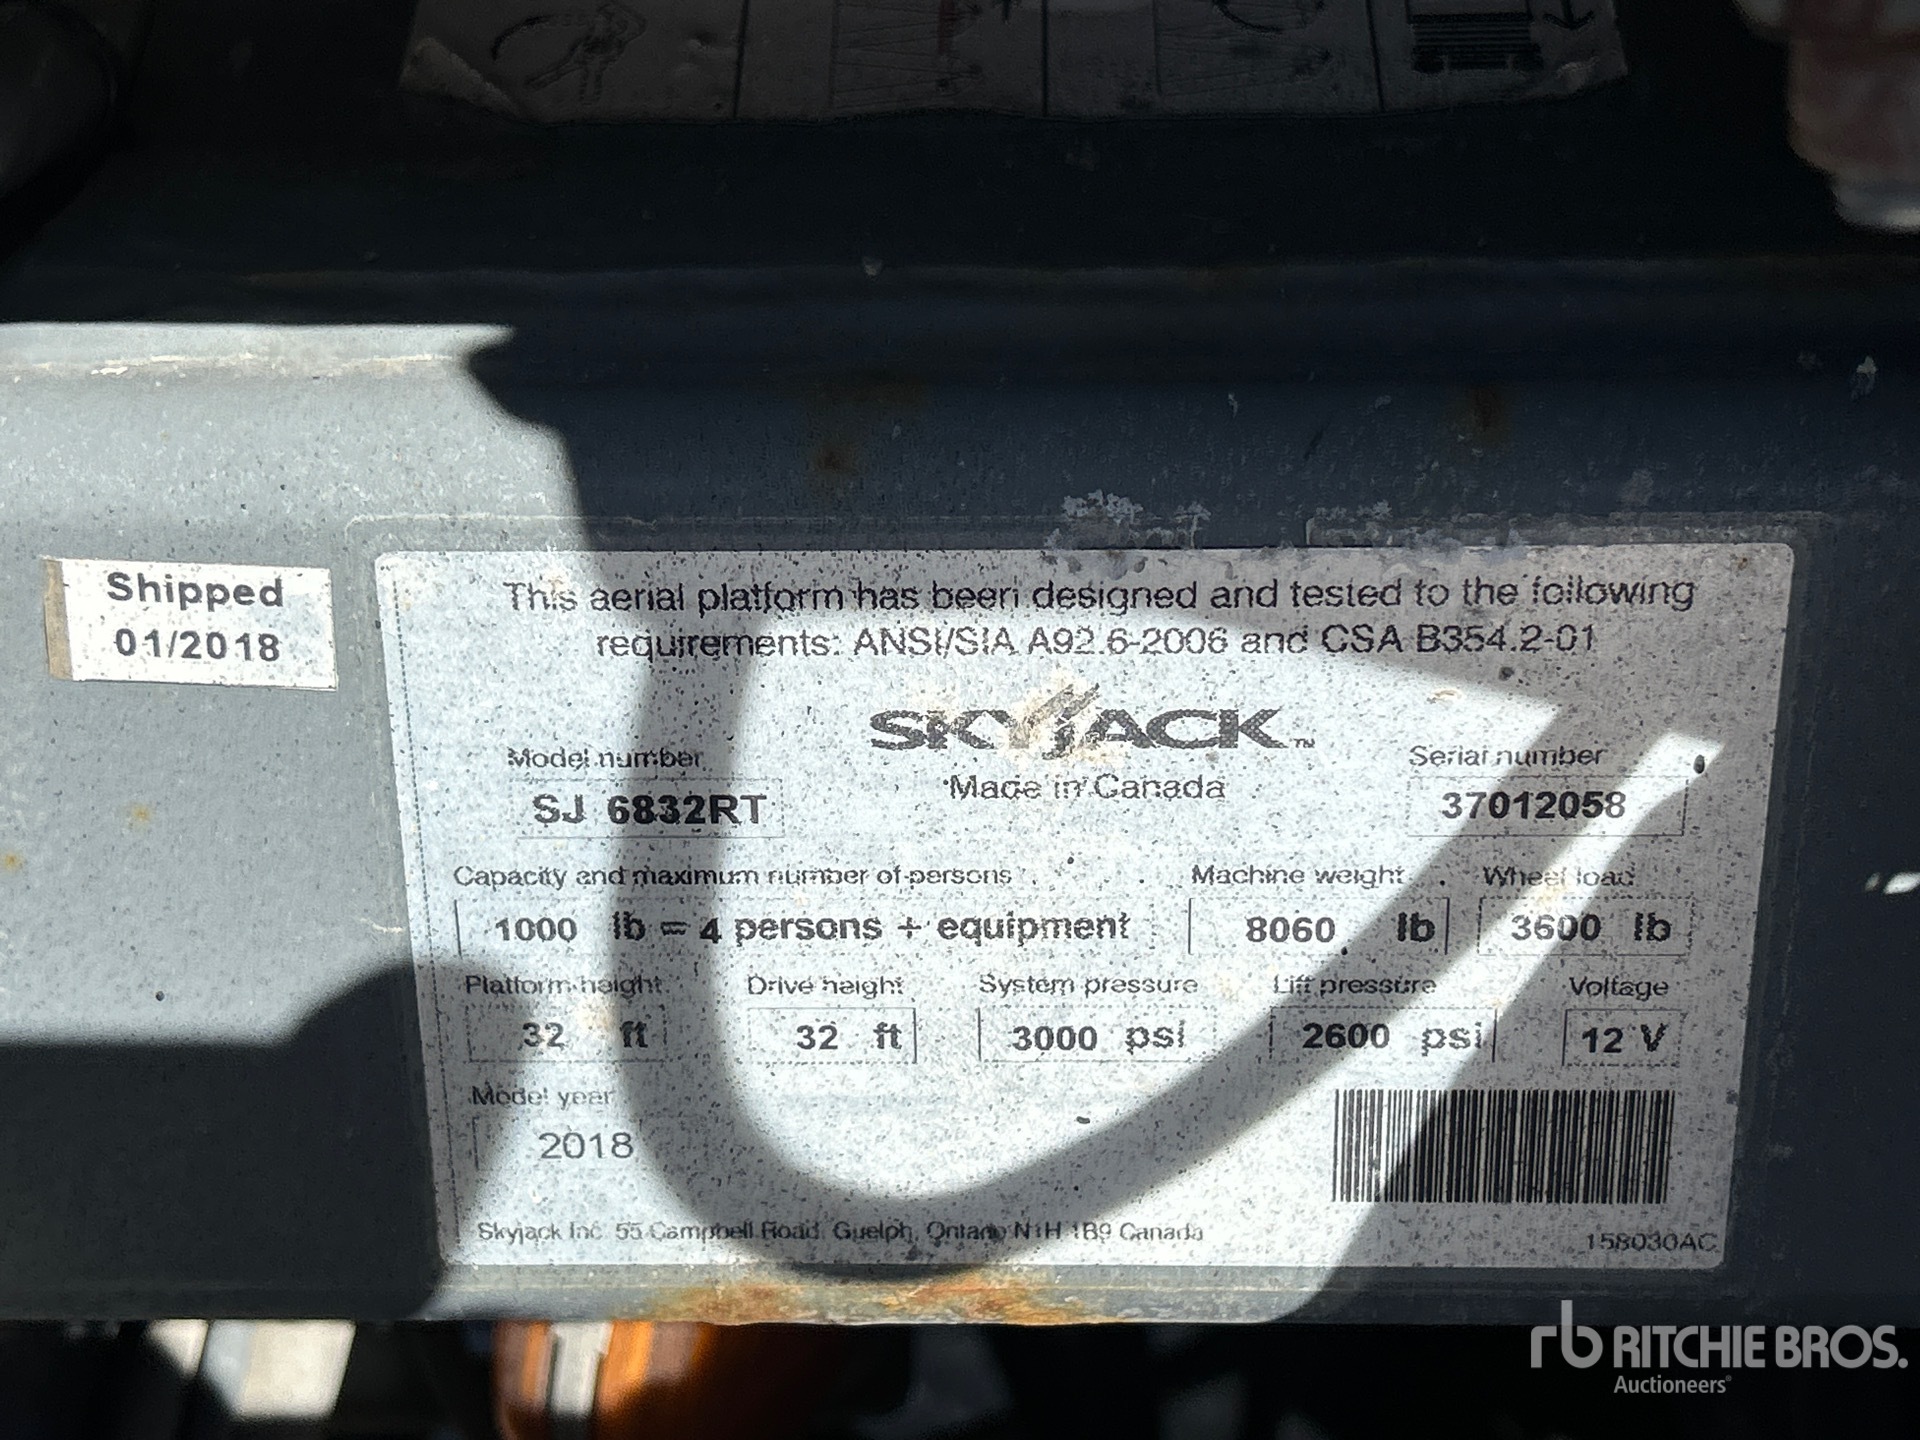 Shipped
01/2018
This aerial platform has been designed and tested to the following
requirements: ANSI/SIA A92.6-2006 and CSA B354.2-01
SKYJACK™
Made in Canada
Model number
SJ 6832RT
Serial number
37012058
Capacity and maximum number of persons
1000 lb = 4 persons + equipment
Machine weight
8060 lb
Wheel load
3600 lb
Platform height
32 ft
Drive height
32 ft
System pressure
3000 psi
Lift pressure
2600 psi
Voltage
12 V
Model year
2018
Skyjack Inc. 55 Campbell Road, Guelph, Ontario N1H 1B9 Canada
158030AC
rb RITCHIE BROS.
Auctioneers®